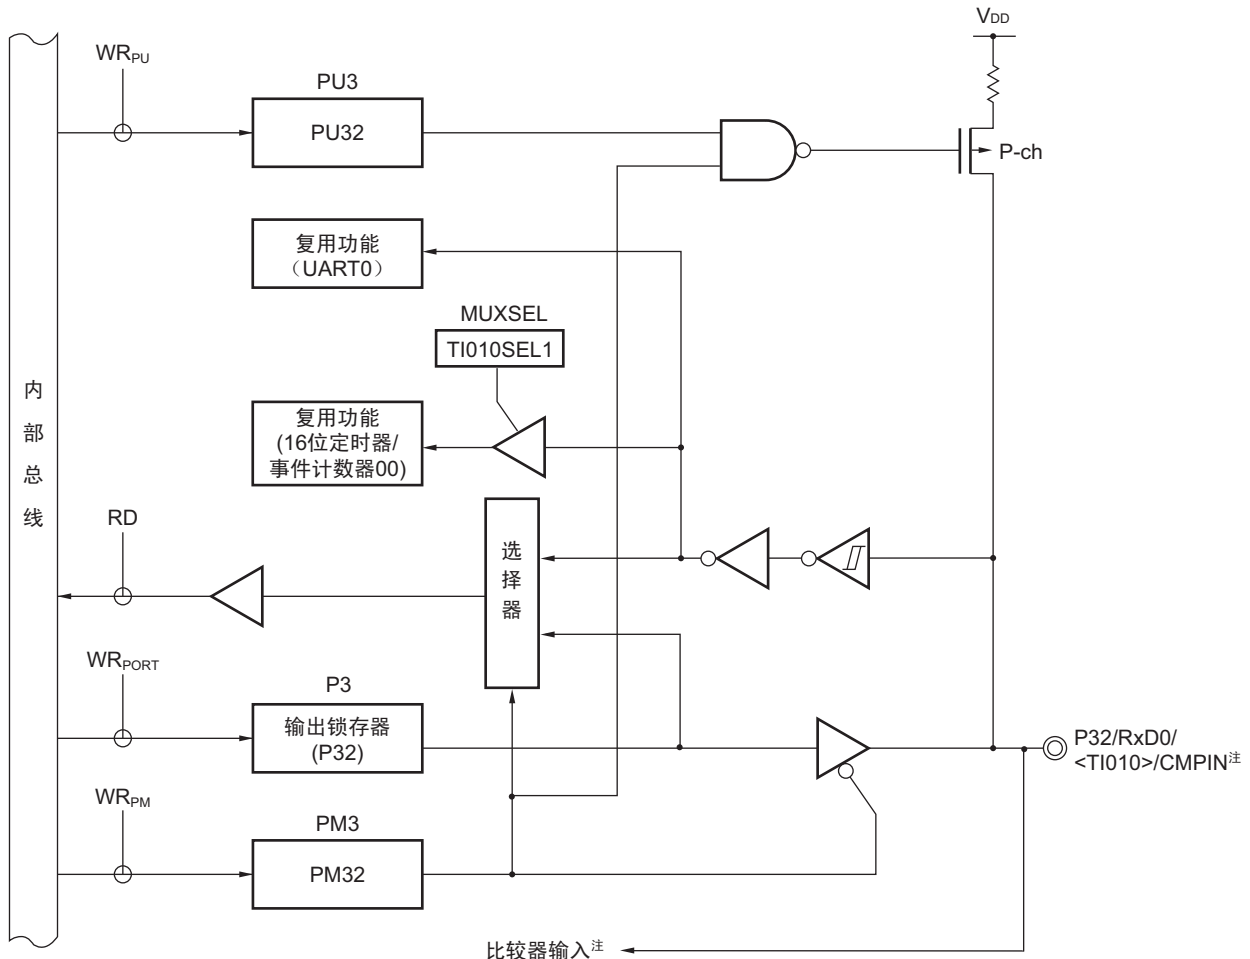 VDD
WRPU
PU3
PU32
P-ch
复用功能
（UART0）
MUXSEL
TI010SEL1
内
部
总
线
复用功能
(16位定时器/
事件计数器00)
RD
选
择
器
WRPORT
P3
输出锁存器
(P32)
P32/RxD0/
<TI010>/CMPIN注
WRPM
PM3
PM32
比较器输入注